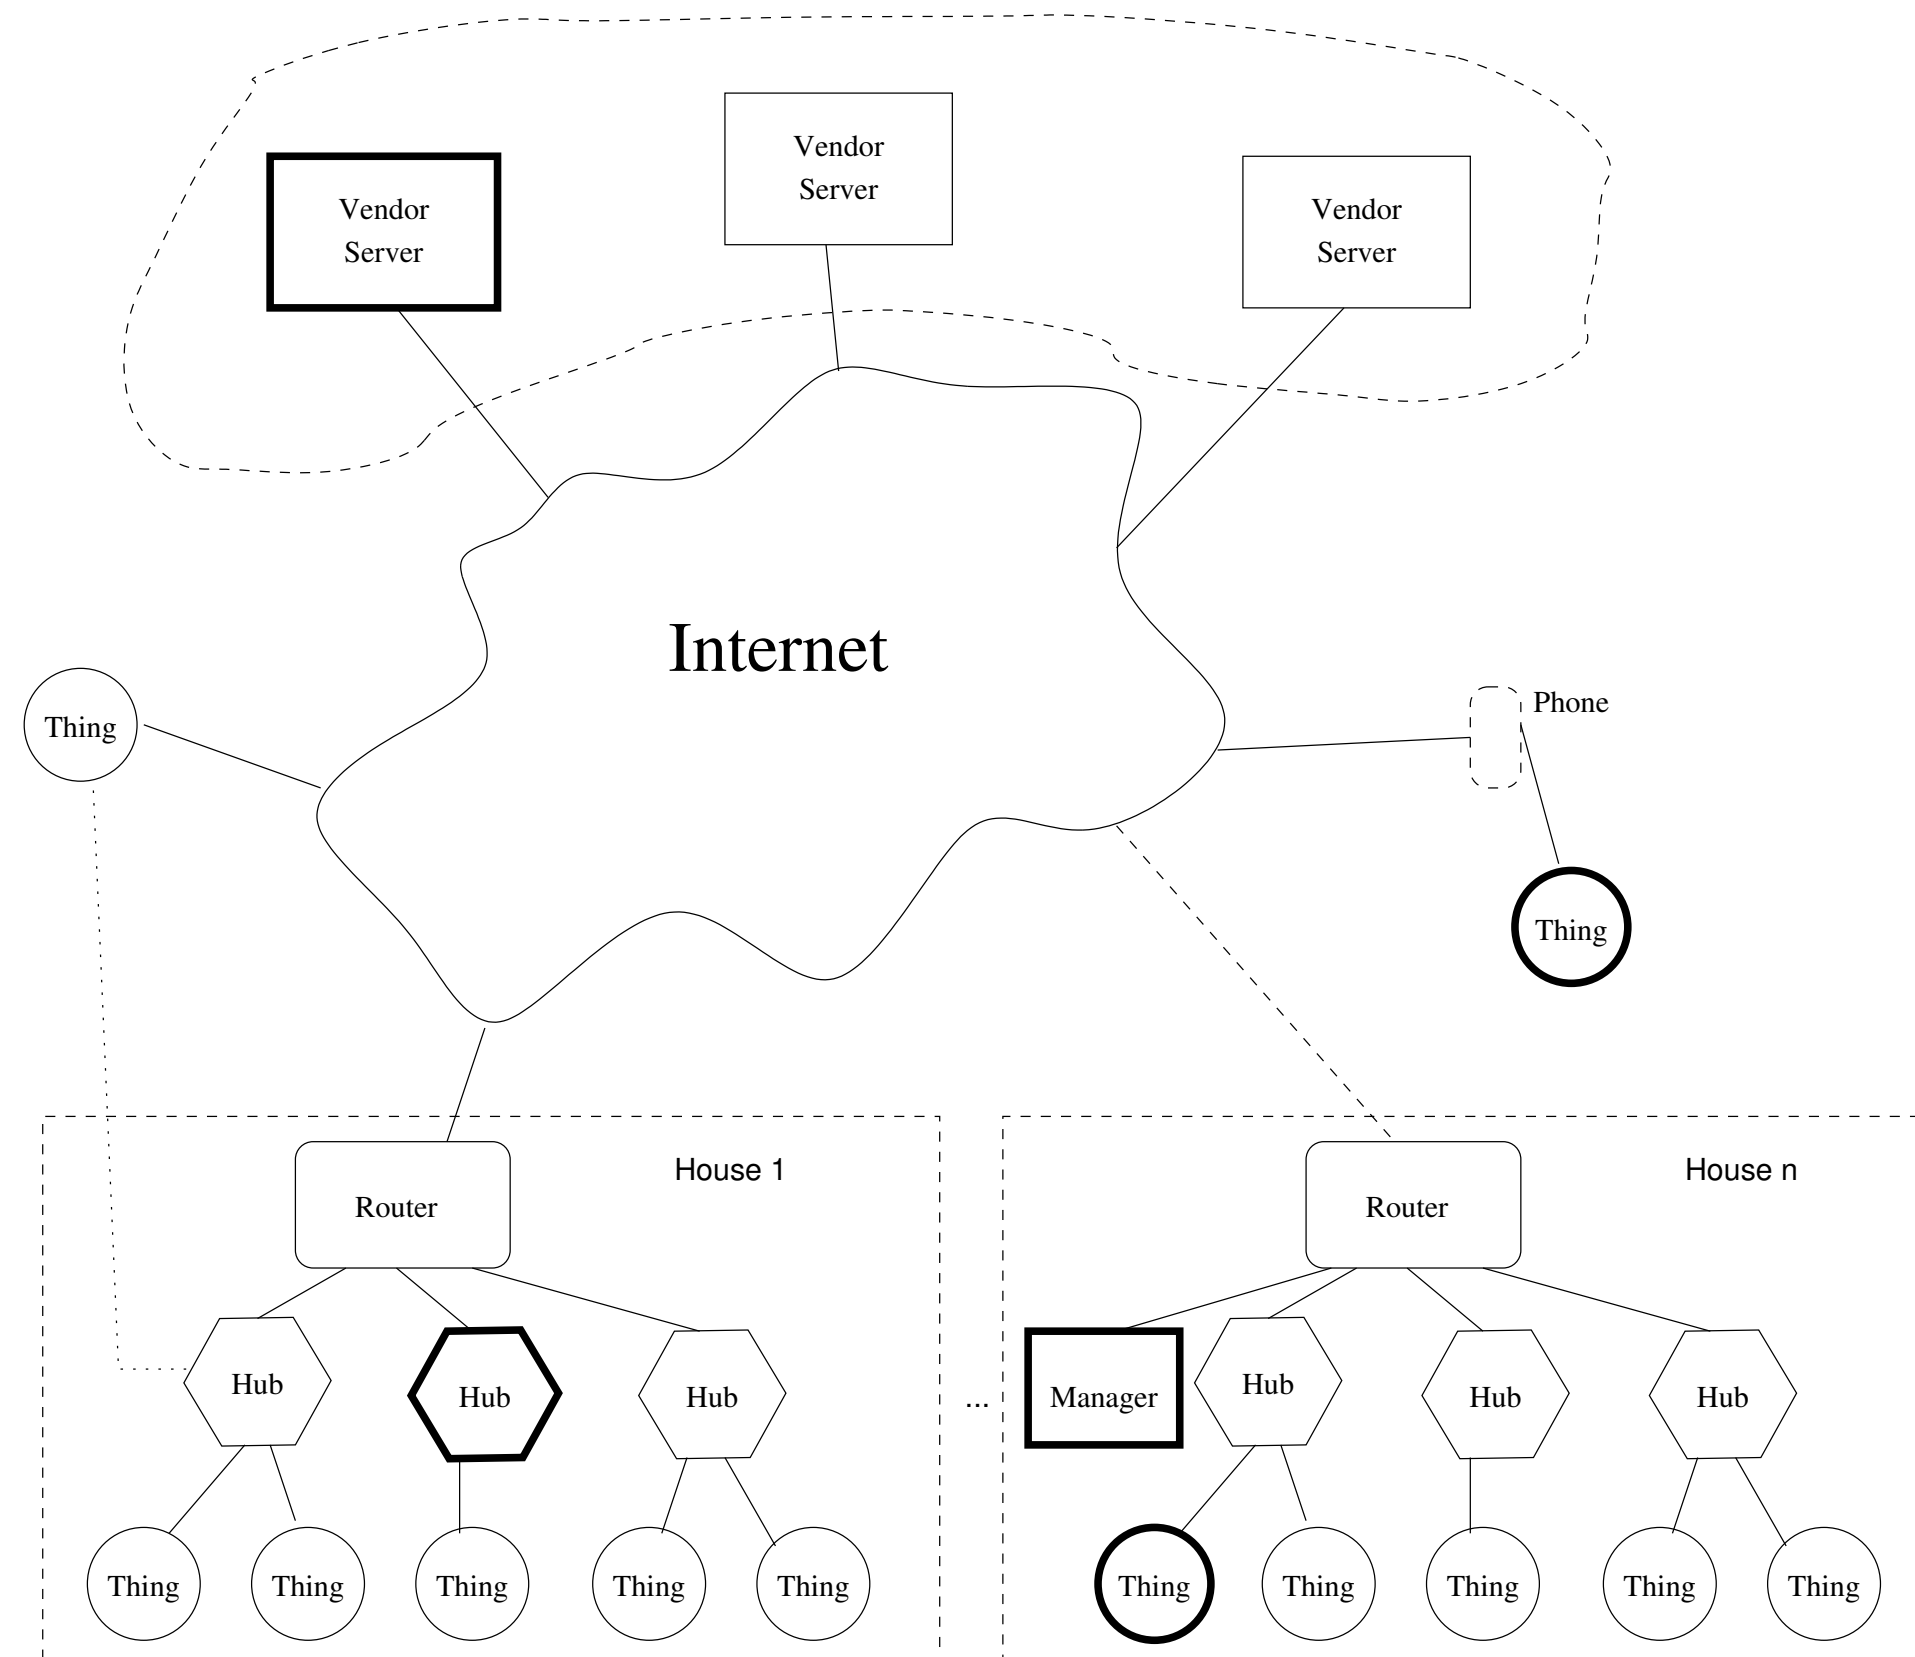 Vendor
Server
Vendor
Server
Vendor
Server
Internet
Thing
Phone
Thing
House 1
Router
House n
Router
Hub
Hub
Hub
...
Manager
Hub
Hub
Hub
Thing
Thing
Thing
Thing
Thing
Thing
Thing
Thing
Thing
Thing